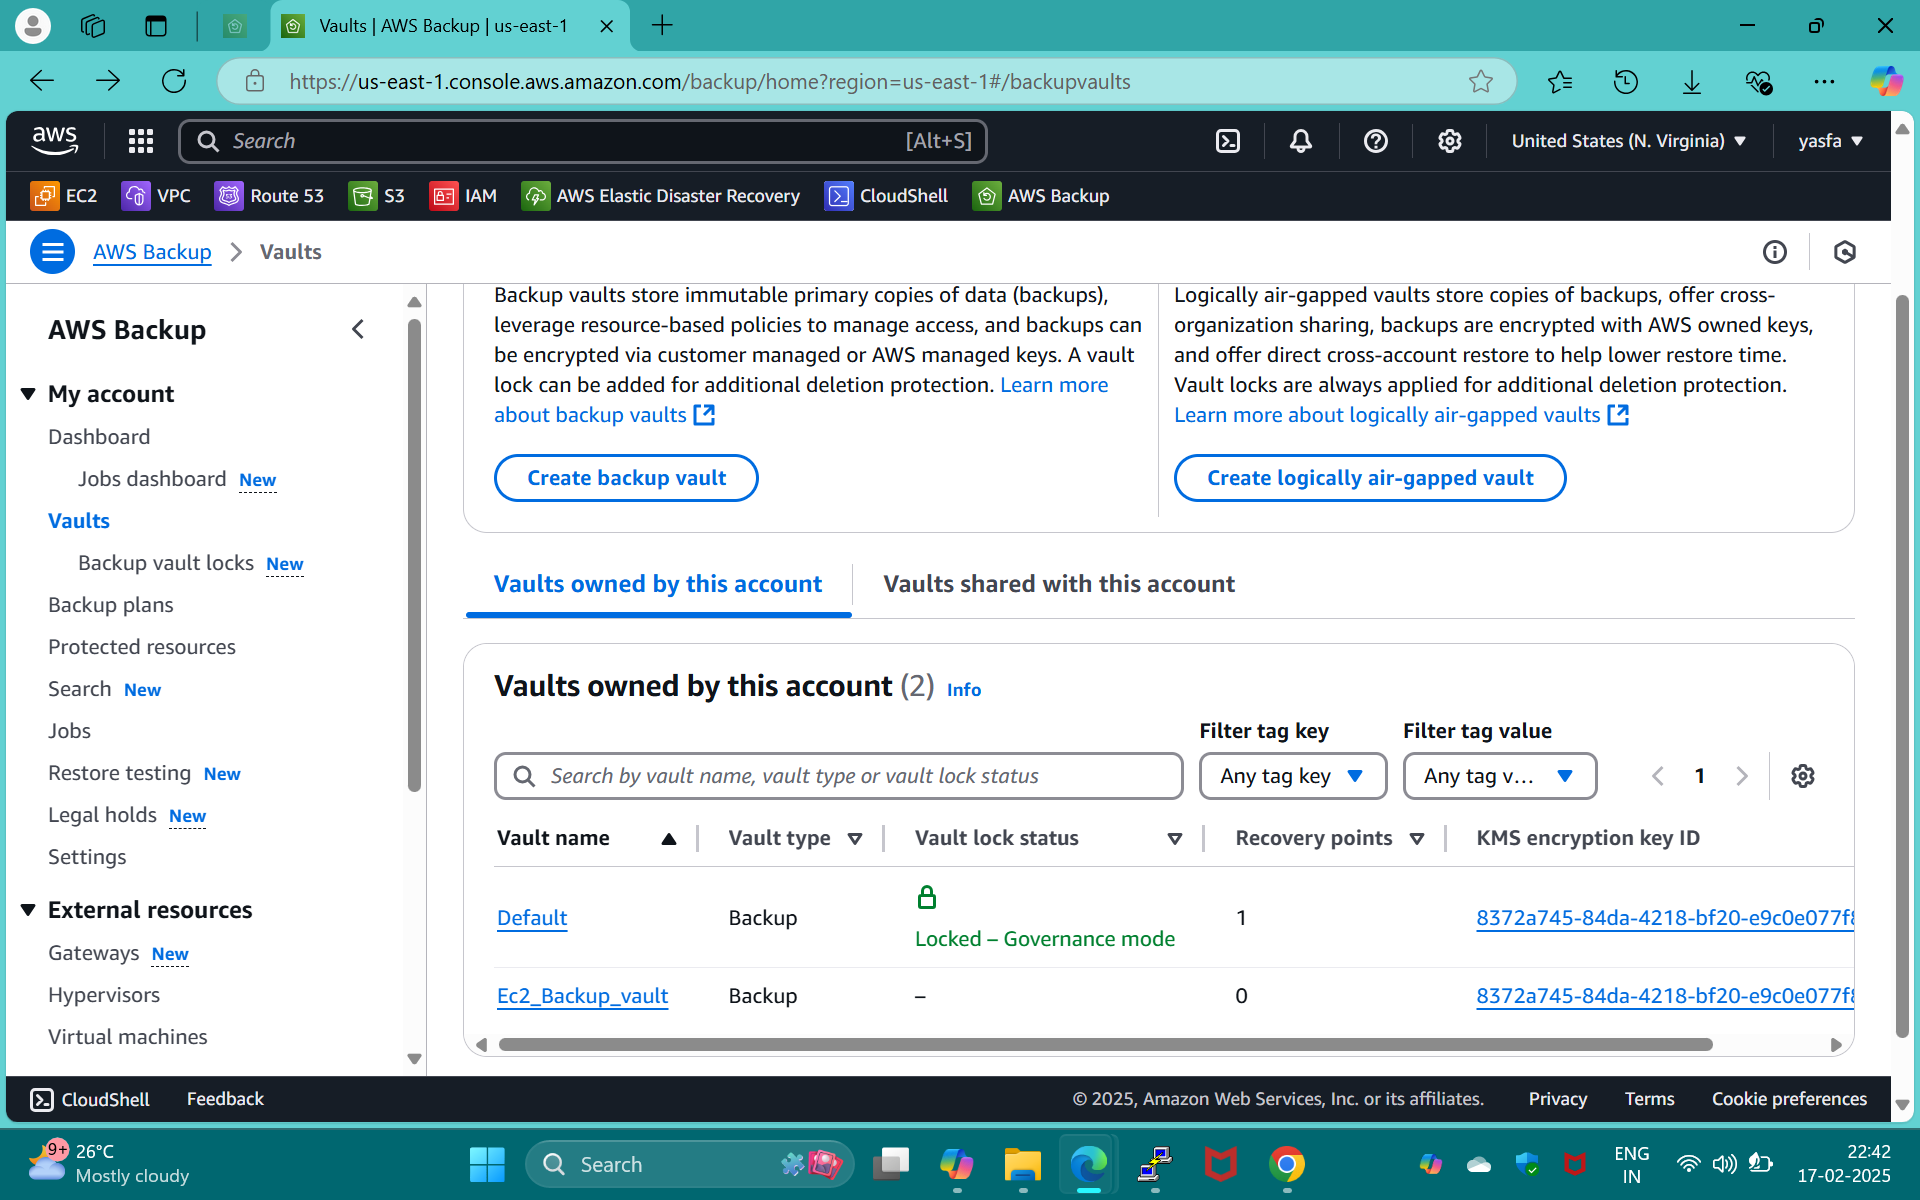 Vaults | AWS Backup | us-east-1
https://us-east-1.console.aws.amazon.com/backup/home?region=us-east-1#/backupvaults
aws
Search
[Alt+S]
United States (N. Virginia)
yasfa
EC2
VPC
Route 53
S3
IAM
AWS Elastic Disaster Recovery
CloudShell
AWS Backup
AWS Backup > Vaults
AWS Backup
My account
Dashboard
Jobs dashboard New
Vaults
Backup vault locks New
Backup plans
Protected resources
Search New
Jobs
Restore testing New
Legal holds New
Settings
External resources
Gateways New
Hypervisors
Virtual machines
Backup vaults store immutable primary copies of data (backups),
leverage resource-based policies to manage access, and backups can
be encrypted via customer managed or AWS managed keys. A vault
lock can be added for additional deletion protection. Learn more
about backup vaults
Create backup vault
Logically air-gapped vaults store copies of backups, offer cross-
organization sharing, backups are encrypted with AWS owned keys,
and offer direct cross-account restore to help lower restore time.
Vault locks are always applied for additional deletion protection.
Learn more about logically air-gapped vaults
Create logically air-gapped vault
Vaults owned by this account
Vaults shared with this account
Vaults owned by this account (2) Info
Filter tag key
Filter tag value
Search by vault name, vault type or vault lock status
Any tag key
Any tag v...
1
Vault name
Vault type
Vault lock status
Recovery points
KMS encryption key ID
Default
Backup
Locked – Governance mode
1
8372a745-84da-4218-bf20-e9c0e077f8
Ec2_Backup_vault
Backup
–
0
8372a745-84da-4218-bf20-e9c0e077f8
CloudShell
Feedback
© 2025, Amazon Web Services, Inc. or its affiliates.
Privacy
Terms
Cookie preferences
9+
26°C
Mostly cloudy
Search
ENG
IN
22:42
17-02-2025